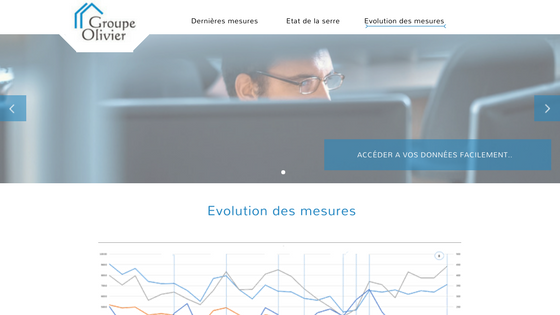 Groupe
Olivier
Dernières mesures
Etat de la serre
Evolution des mesures
ACCÉDER A VOS DONNÉES FACILEMENT..
Evolution des mesures